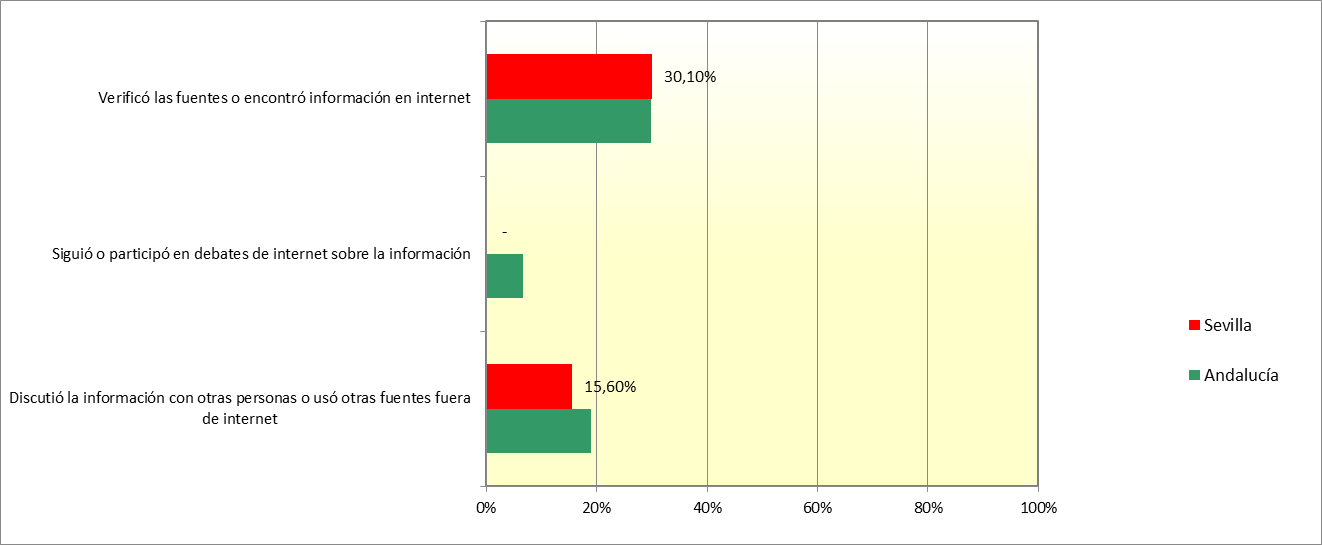 Verificó las fuentes o encontró información en internet
30,10%
Siguió o participó en debates de internet sobre la información
-
Discutió la información con otras personas o usó otras fuentes fuera
de internet
15,60%
0%
20%
40%
60%
80%
100%
Sevilla
Andalucía